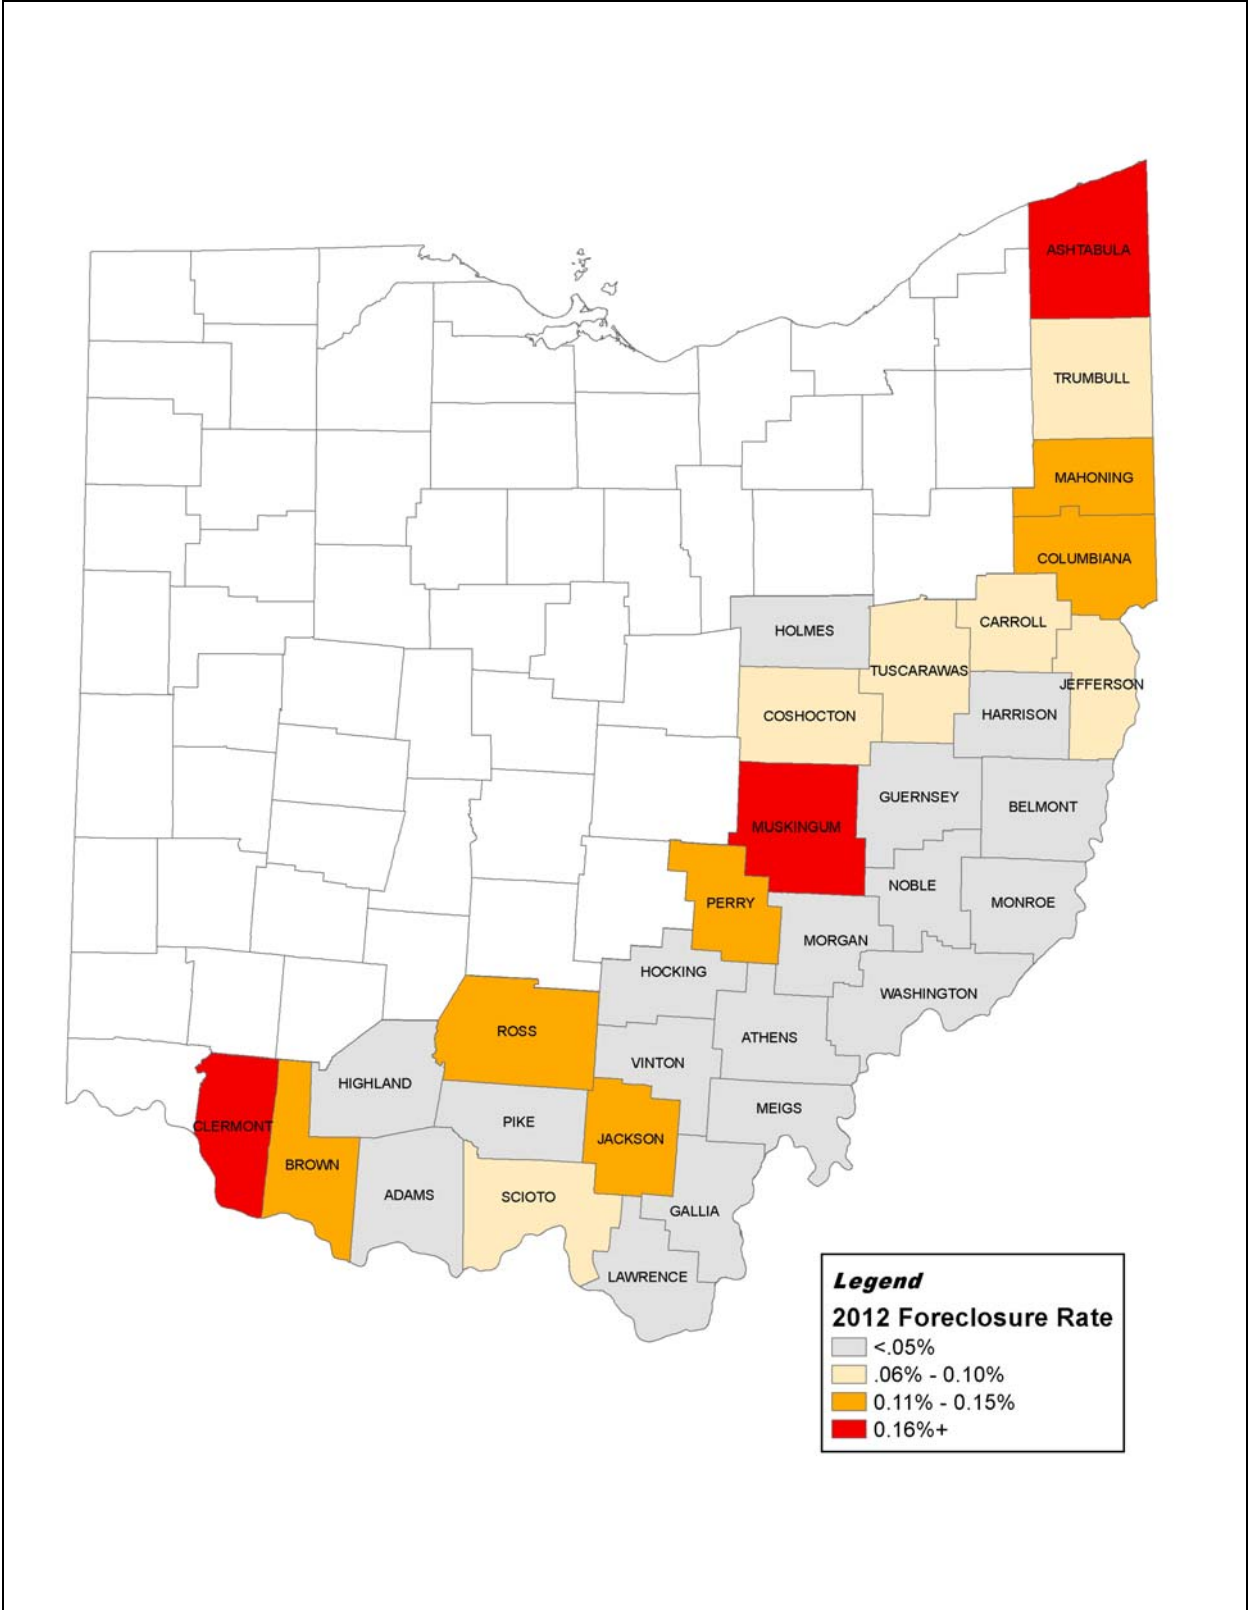 ASHTABULA
TRUMBULL
MAHONING
COLUMBIANA
CARROLL
HOLMES
TUSCARAWAS
JEFFERSON
COSHOCTON
HARRISON
GUERNSEY
BELMONT
MUSKINGUM
NOBLE
MONROE
PERRY
MORGAN
HOCKING
WASHINGTON
ROSS
ATHENS
VINTON
HIGHLAND
MEIGS
PIKE
CLERMONT
JACKSON
BROWN
ADAMS
SCIOTO
GALLIA
LAWRENCE
Legend
2012 Foreclosure Rate
<.05%
.06% - 0.10%
0.11% - 0.15%
0.16%+